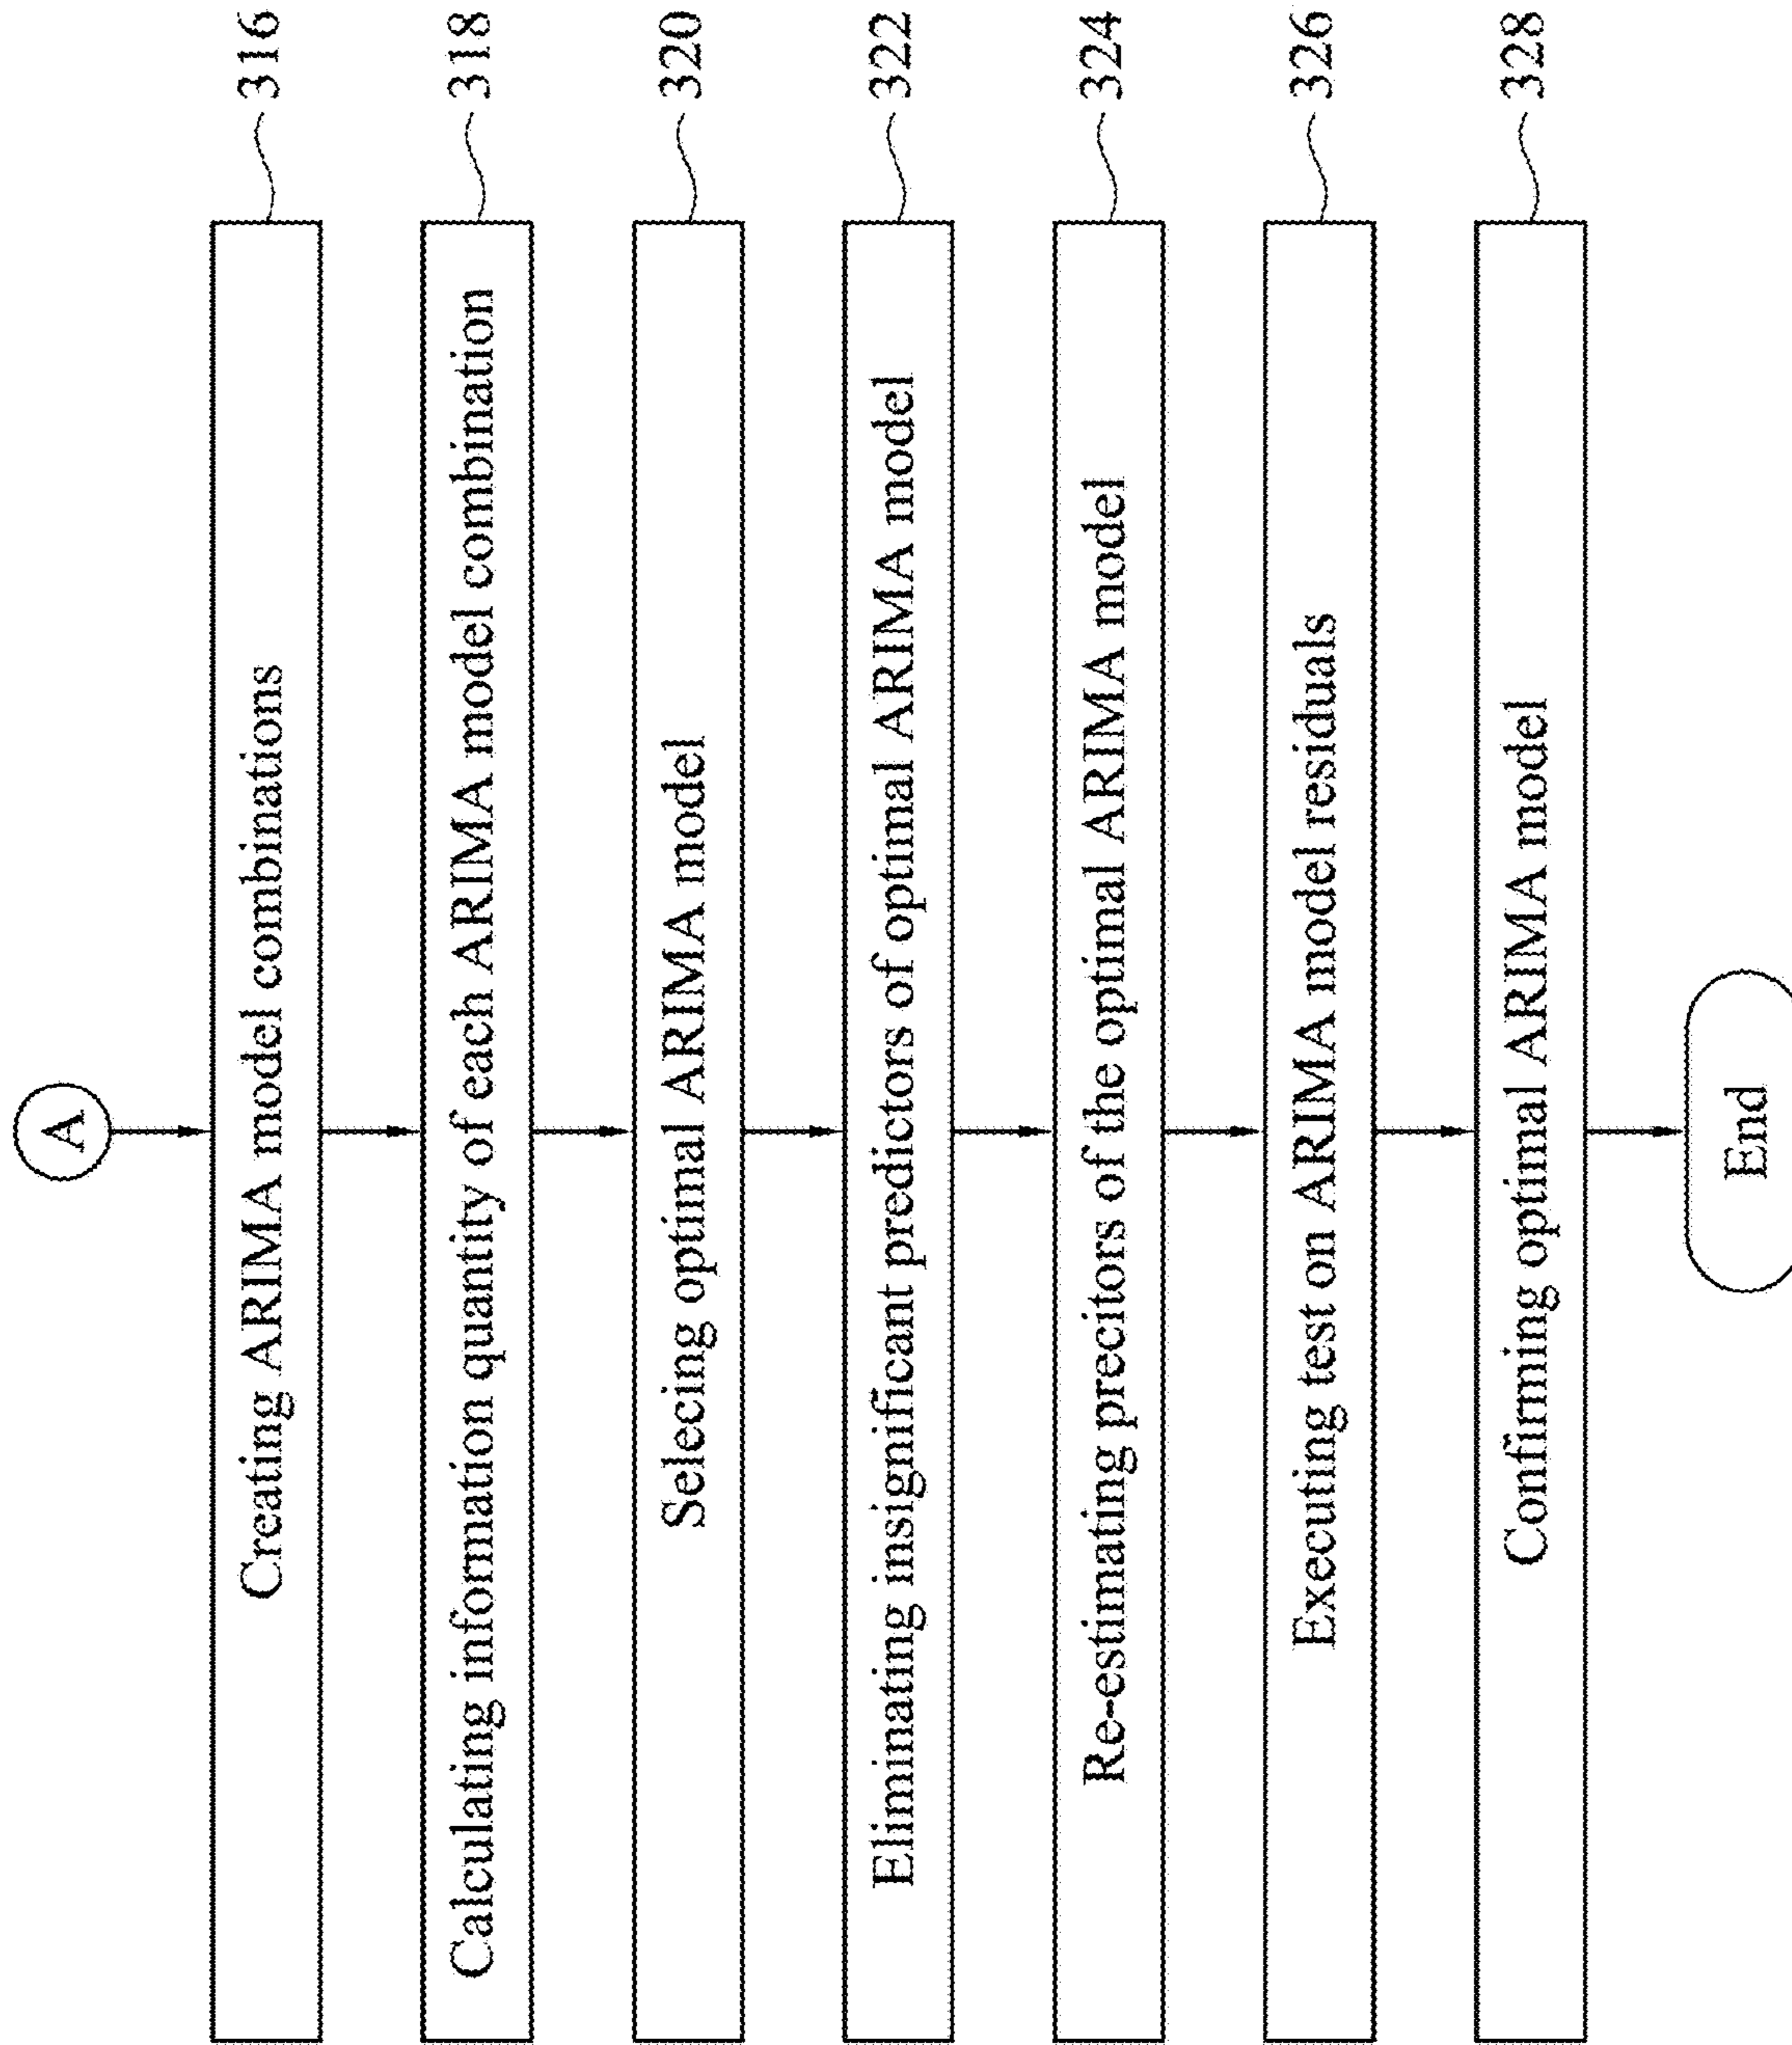 A
Creating ARIMA model combinations
316
Calculating information quantity of each ARIMA model combination
318
Selecing optimal ARIMA model
320
Eliminating insignificant predictors of optimal ARIMA model
322
Re-estimating precitors of the optimal ARIMA model
324
Executing test on ARIMA model residuals
326
Confirming optimal ARIMA model
328
End